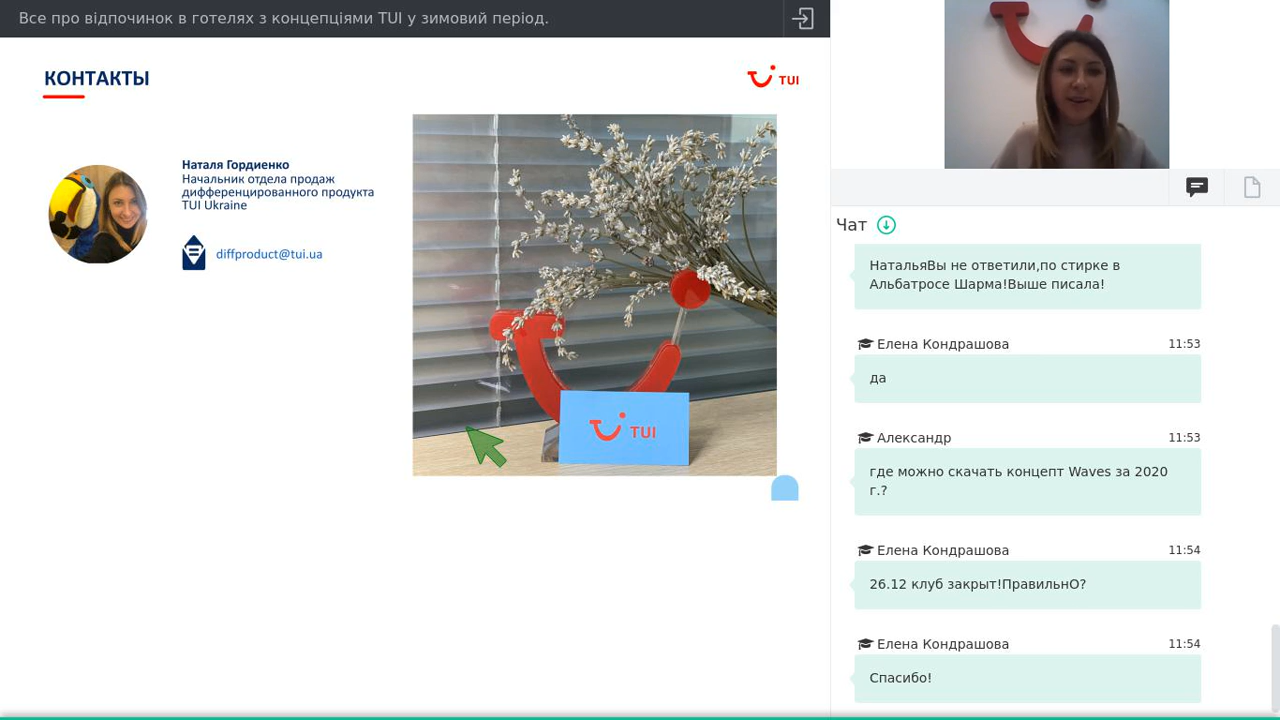 Все про відпочинок в готелях з концепціями TUI у зимовий період.
КОНТАКТЫ
TUI
Наталя Гордиенко
Начальник отдела продаж
дифференцированного продукта
TUI Ukraine
diffproduct@tui.ua
TUI
Чат
НатальяВы не ответили,по стирке в
Альбатросе Шарма!Выше писала!
Елена Кондрашова 11:53
да
Александр 11:53
где можно скачать концепт Waves за 2020
г.?
Елена Кондрашова 11:54
26.12 клуб закрыт!ПравильнО?
Елена Кондрашова 11:54
Спасибо!